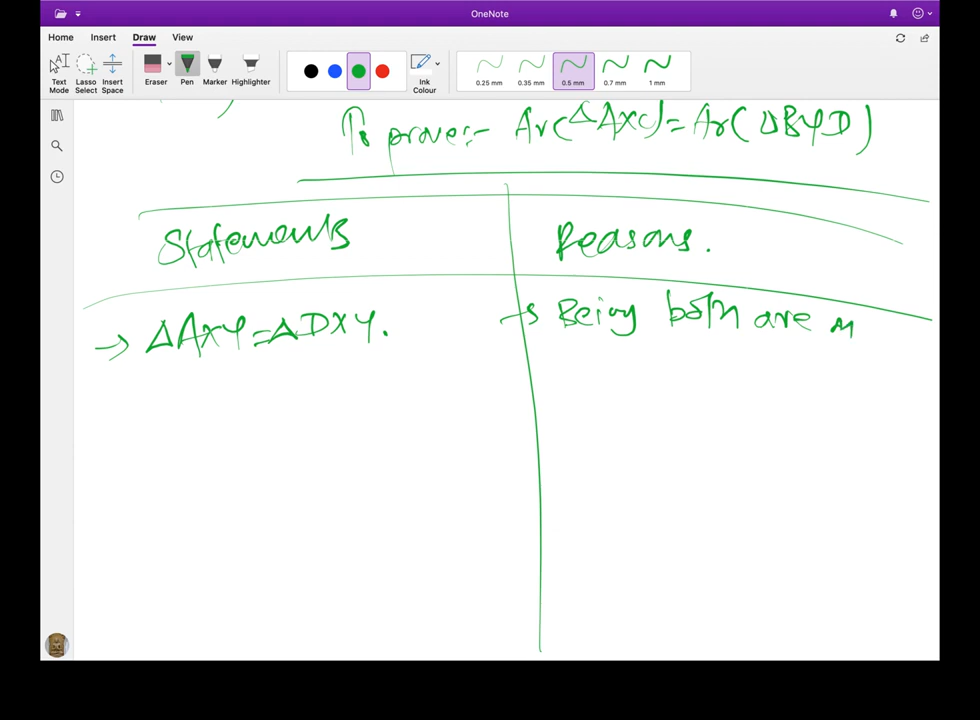 OneNote
Home Insert Draw View
Text Mode
Lasso Select
Insert Space
Eraser
Pen
Marker
Highlighter
Ink Colour
0.25 mm
0.35 mm
0.5 mm
0.7 mm
1 mm
To prove:- Ar(ΔAXC)=Ar(ΔBYD)
Statements
Reasons.
→ ΔAXY=ΔDXY.
→ Being both are